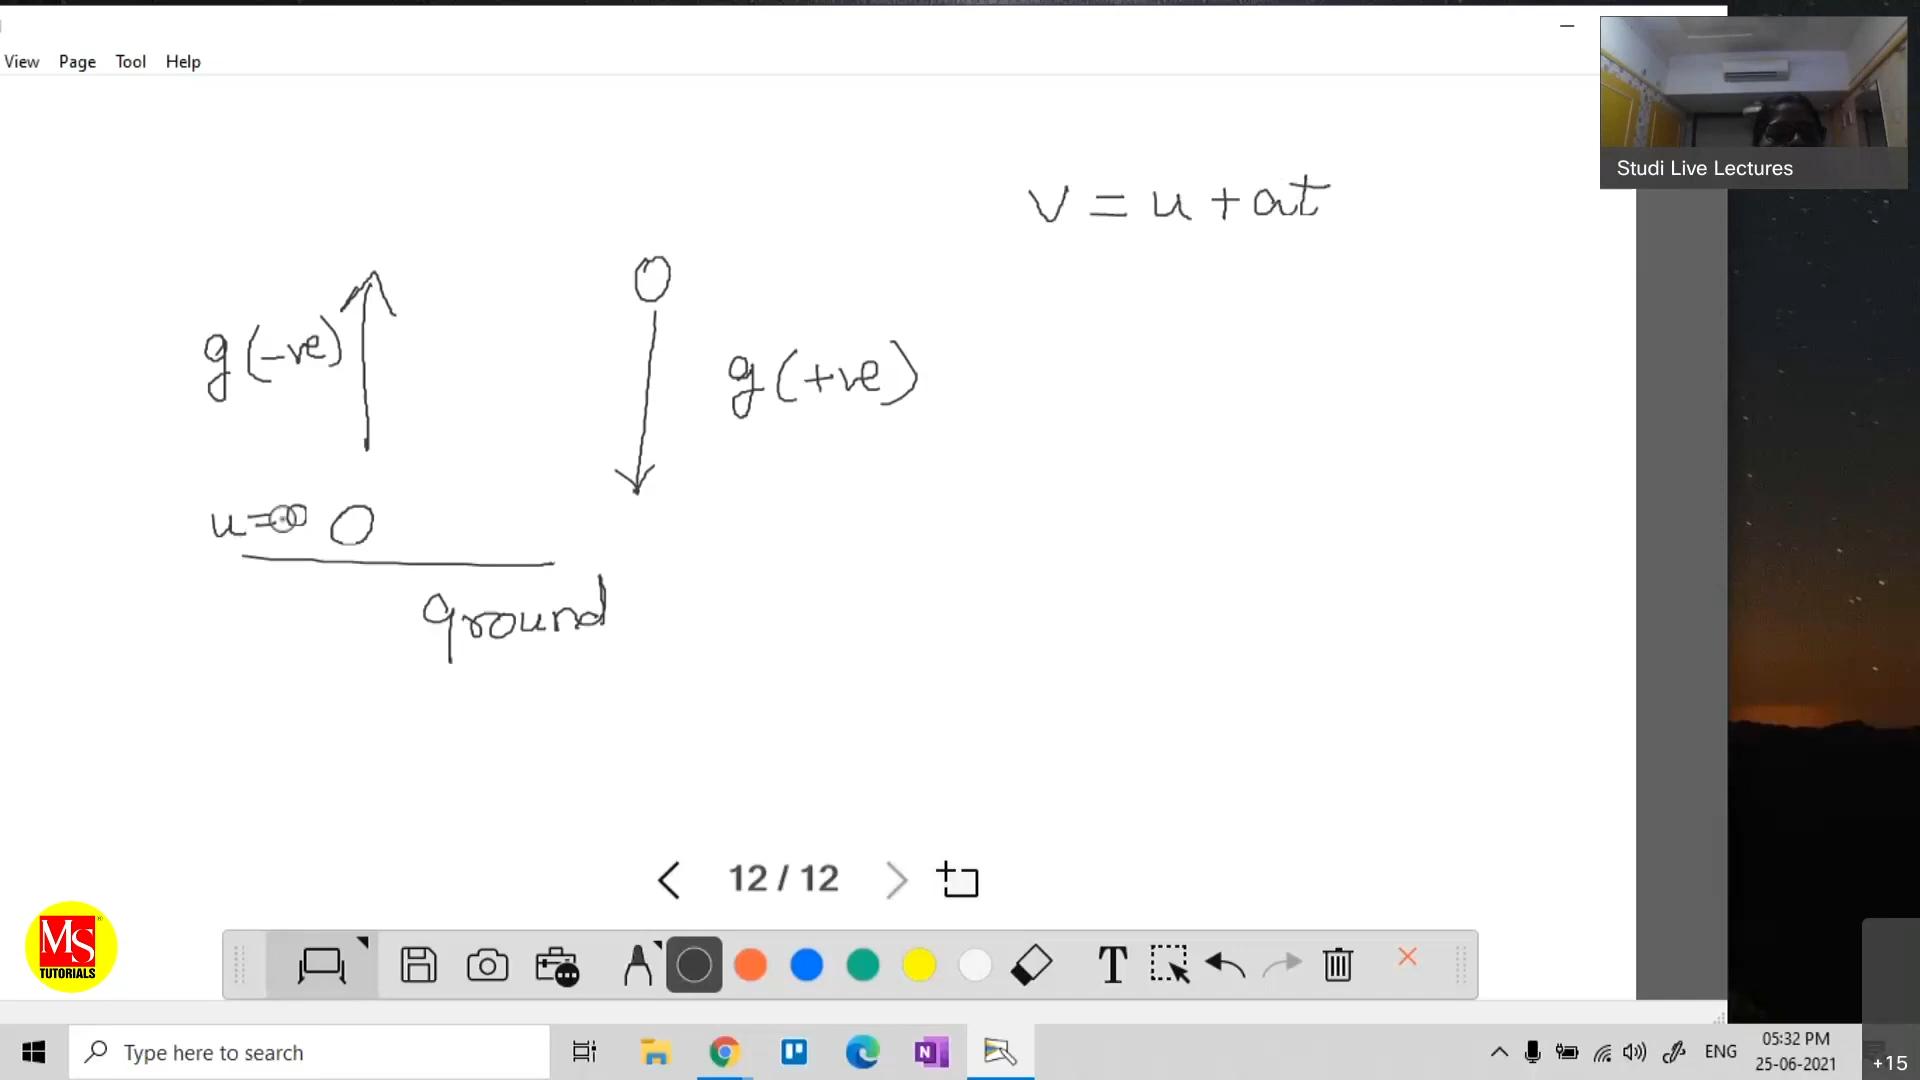 View Page Tool Help
Studi Live Lectures
v = u + at
g (-ve)
g (+ve)
ground
12 / 12
MS
TUTORIALS
T
Type here to search
N
ENG
05:32 PM
25-06-2021
+15